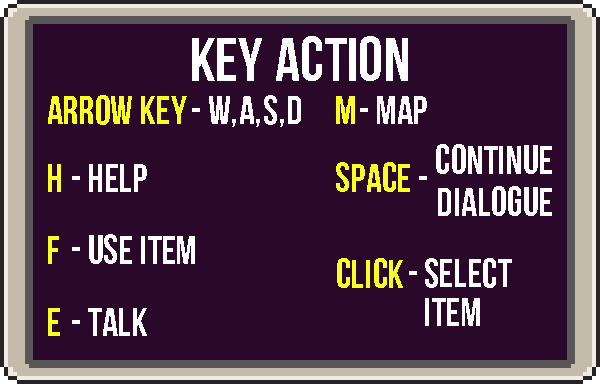 KEY ACTION
ARROW KEY - W,A,S,D
H - HELP
F - USE ITEM
E - TALK
M - MAP
SPACE - CONTINUE
DIALOGUE
CLICK - SELECT
ITEM